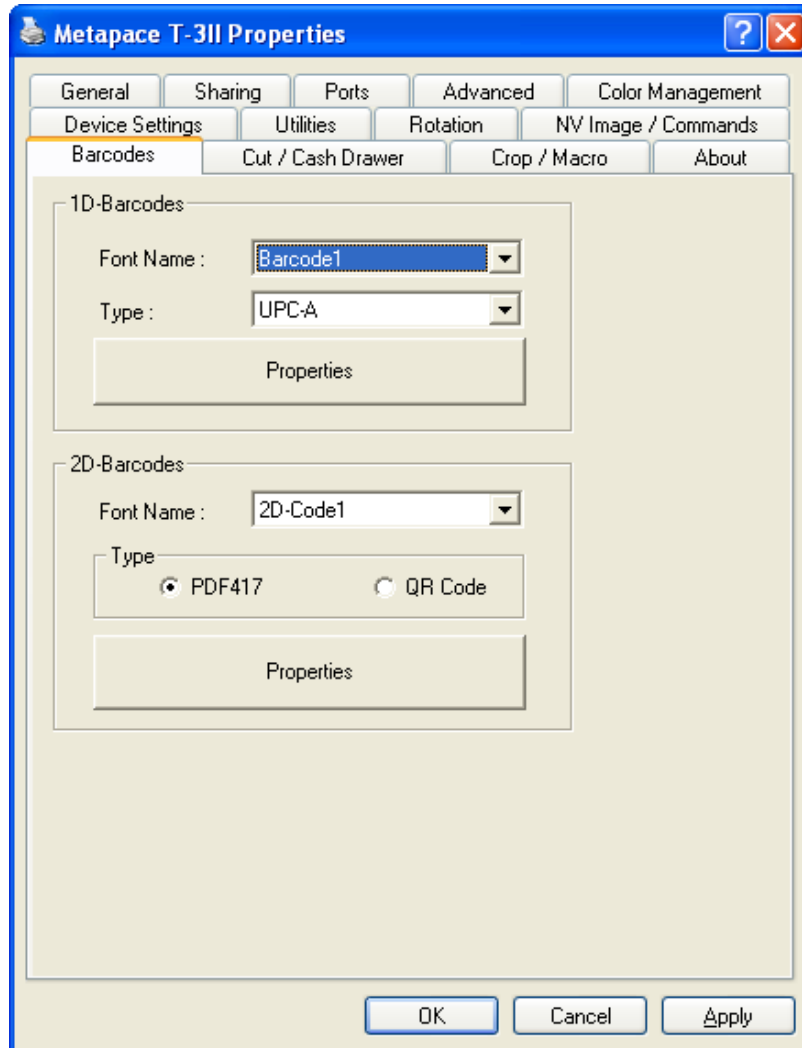 Metapace T-3II Properties
General Sharing Ports Advanced Color Management
Device Settings Utilities Rotation NV Image / Commands
Barcodes Cut / Cash Drawer Crop / Macro About
1D-Barcodes
Font Name : Barcode1
Type : UPC-A
Properties
2D-Barcodes
Font Name : 2D-Code1
Type
PDF417 QR Code
Properties
OK Cancel Apply